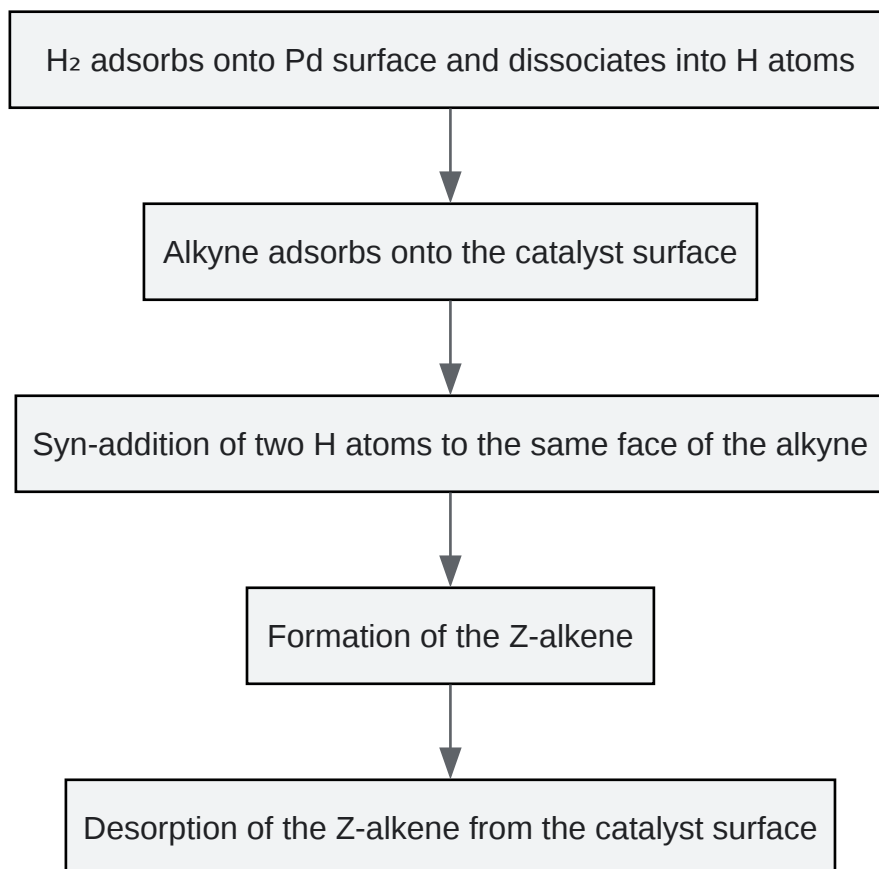 H₂ adsorbs onto Pd surface and dissociates into H atoms
Alkyne adsorbs onto the catalyst surface
Syn-addition of two H atoms to the same face of the alkyne
Formation of the Z-alkene
Desorption of the Z-alkene from the catalyst surface